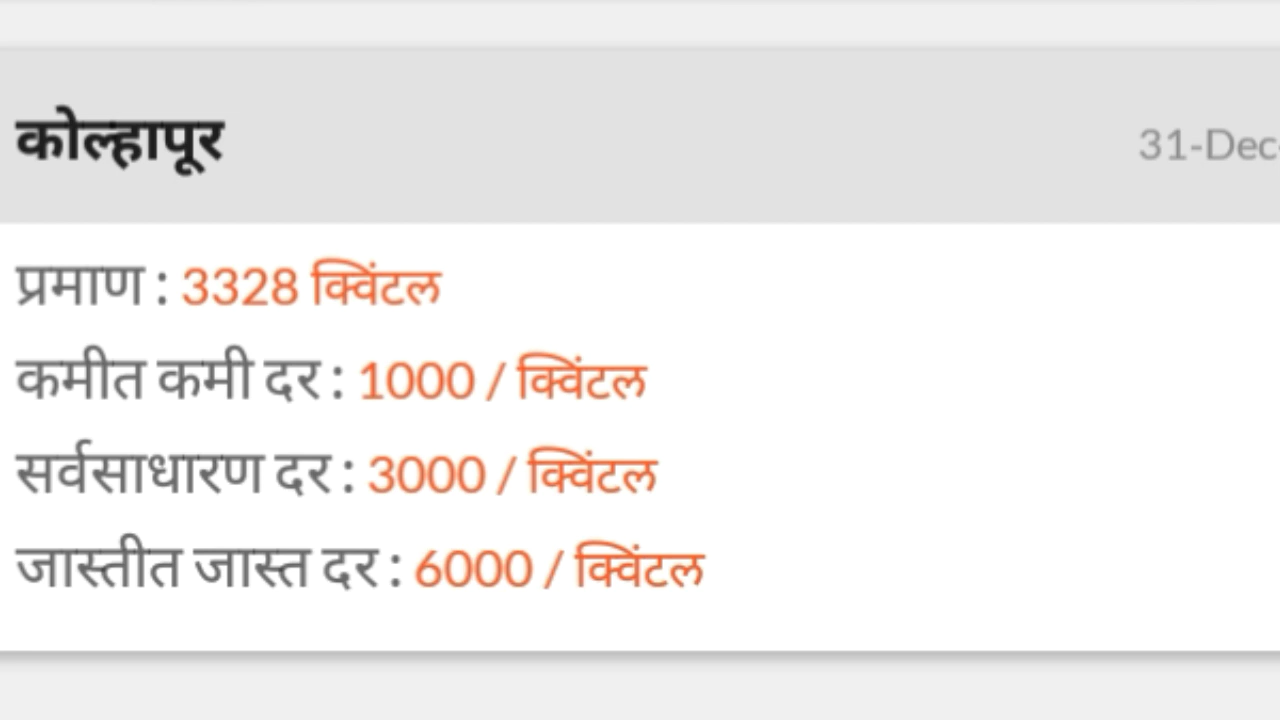 कोल्हापूर
31-Dec-
प्रमाण : 3328 क्विंटल
कमीत कमी दर : 1000 / क्विंटल
सर्वसाधारण दर : 3000 / क्विंटल
जास्तीत जास्त दर : 6000 / क्विंटल